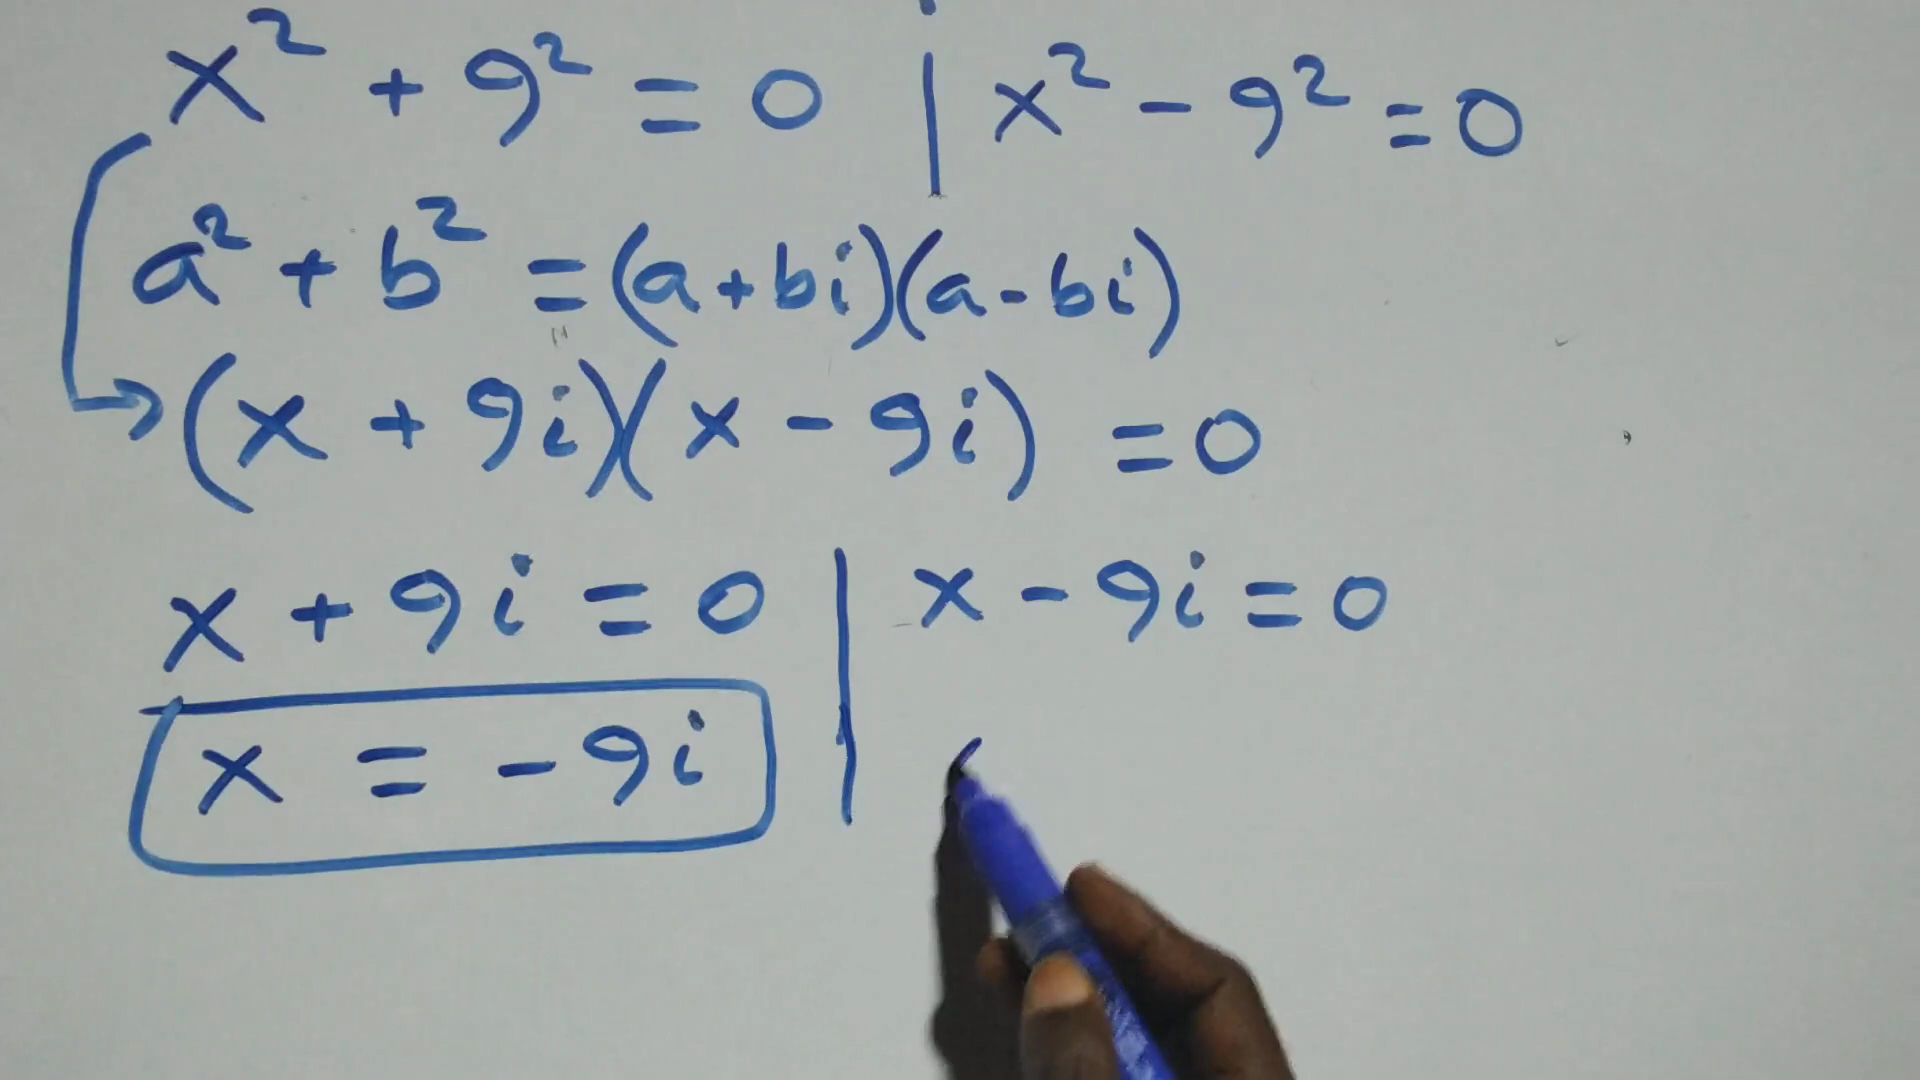 x² + 9² = 0 | x² - 9² = 0
a² + b² = (a + bi)(a - bi)
(x + 9i)(x - 9i) = 0
x + 9i = 0 | x - 9i = 0
x = -9i